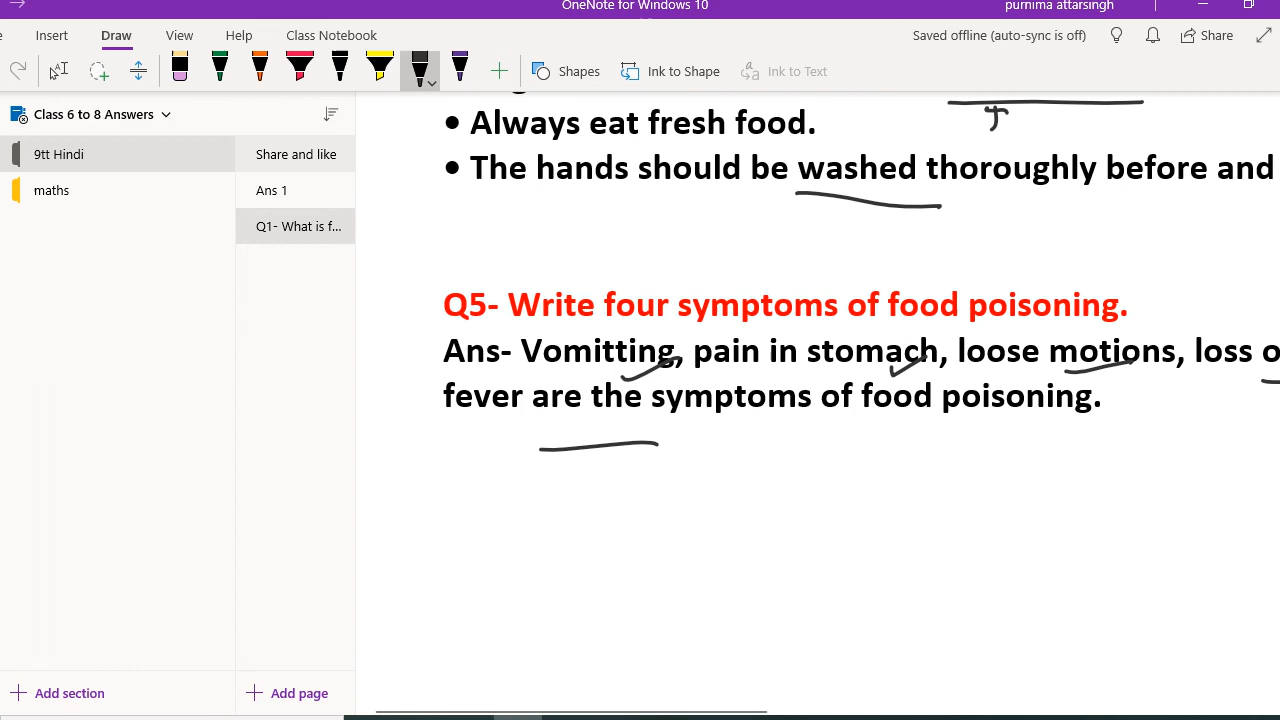 OneNote for Windows 10
purnima attarsingh
Insert Draw View Help Class Notebook
Saved offline (auto-sync is off) Share
Shapes Ink to Shape Ink to Text
Class 6 to 8 Answers
9tt Hindi
maths
Share and like
Ans 1
Q1- What is f...
• Always eat fresh food.
• The hands should be washed thoroughly before and
Q5- Write four symptoms of food poisoning.
Ans- Vomitting, pain in stomach, loose motions, loss o
fever are the symptoms of food poisoning.
Add section
Add page